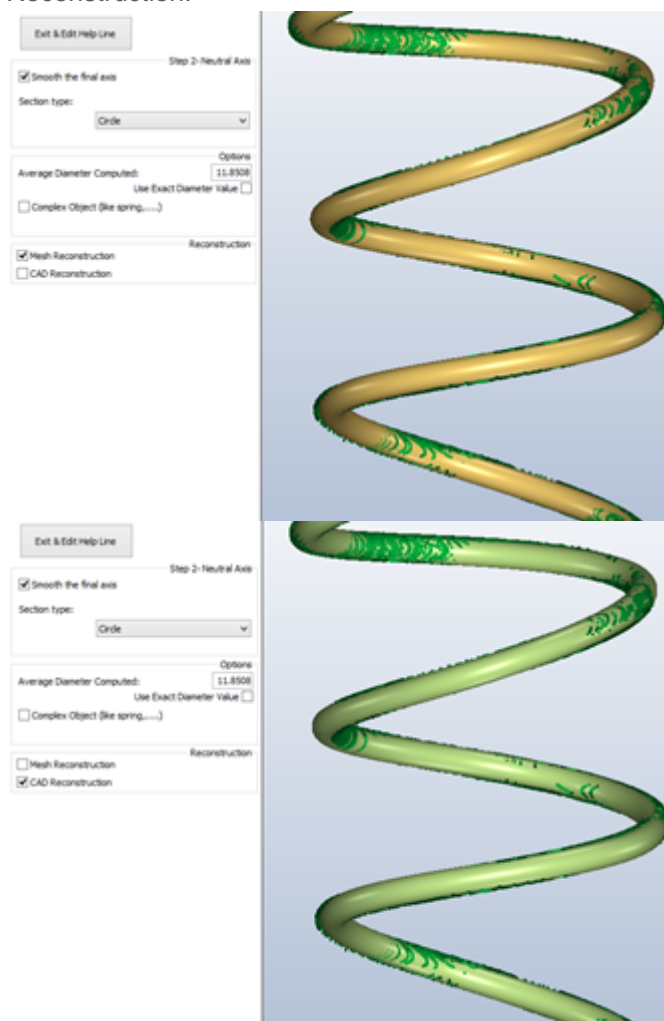 Reconstruction.
Exit & Edit Help Line
Step 2- Neutral Axis
Smooth the final axis
Section type:
Circle
Options
Average Diameter Computed: 11.8508
Use Exact Diameter Value
Complex Object (like spring,.....)
Reconstruction
Mesh Reconstruction
CAD Reconstruction
Exit & Edit Help Line
Step 2- Neutral Axis
Smooth the final axis
Section type:
Circle
Options
Average Diameter Computed: 11.8508
Use Exact Diameter Value
Complex Object (like spring,.....)
Reconstruction
Mesh Reconstruction
CAD Reconstruction